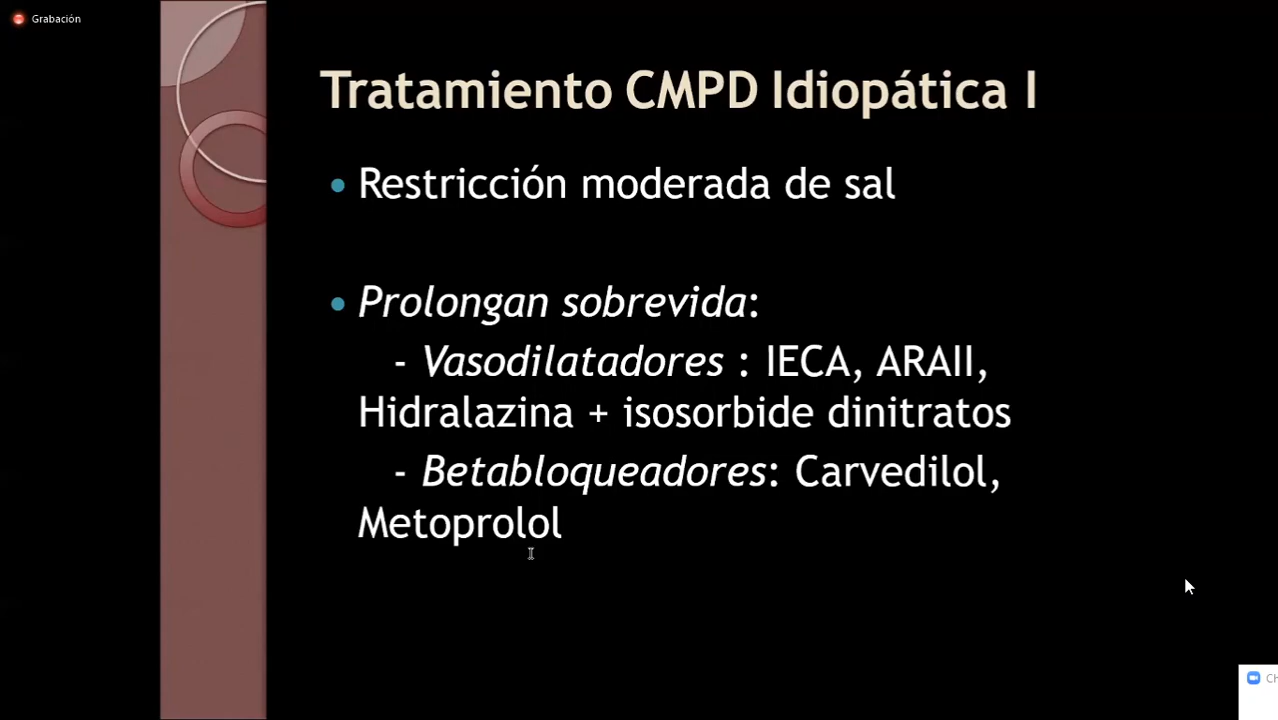 Grabación
Tratamiento CMPD Idiopática I
• Restricción moderada de sal
• Prolongan sobrevida:
- Vasodilatadores : IECA, ARAII,
Hidralazina + isosorbide dinitratos
- Betabloqueadores: Carvedilol,
Metoprolol